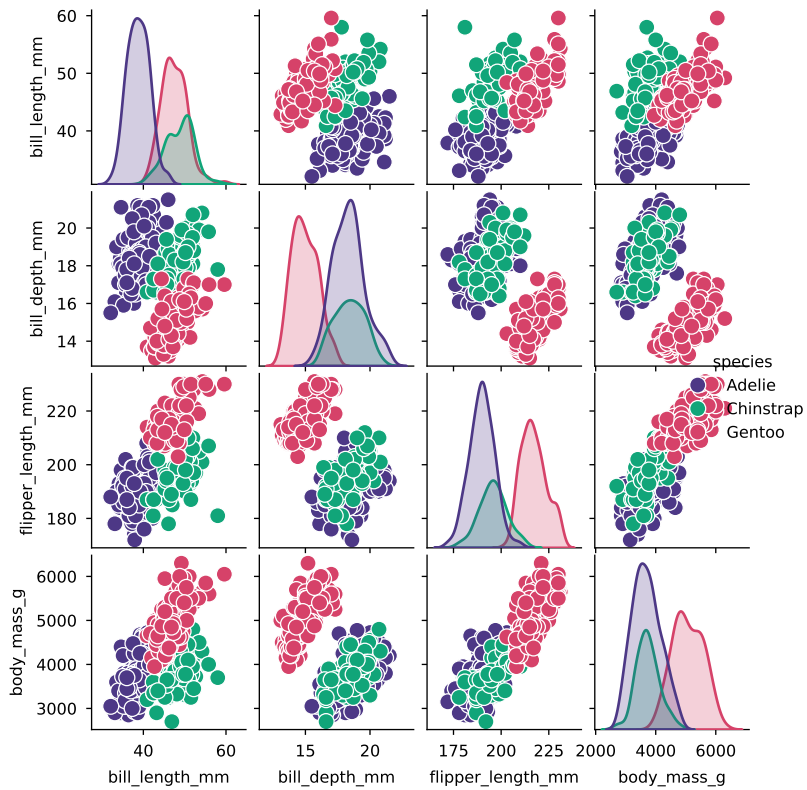 60
50
40
bill_length_mm
20
18
16
14
bill_depth_mm
species
Adelie
Chinstrap
Gentoo
220
200
180
flipper_length_mm
6000
5000
4000
3000
body_mass_g
40 60
15 20
175 200 225
2000 4000 6000
bill_length_mm
bill_depth_mm
flipper_length_mm
body_mass_g